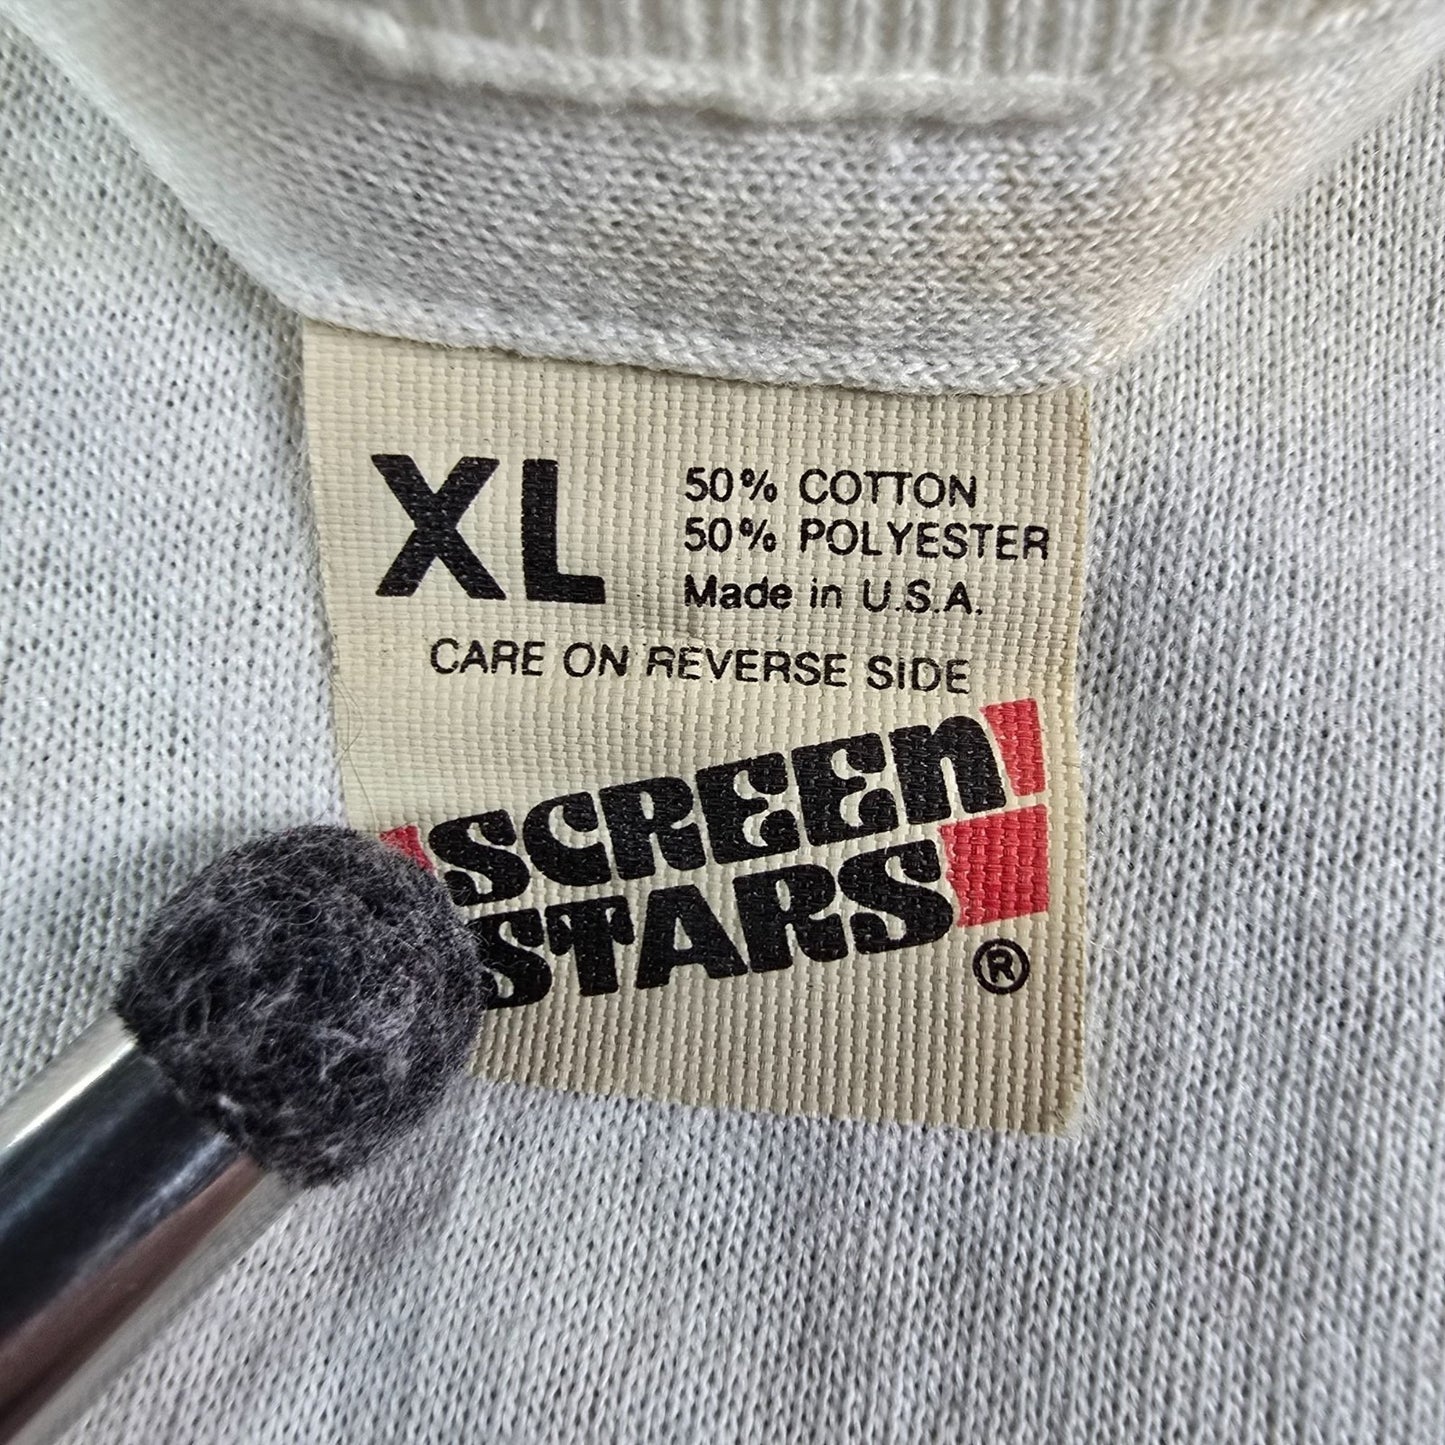 XL
50% COTTON
50% POLYESTER
Made in U.S.A.
CARE ON REVERSE SIDE
SCREEN
STARS
®